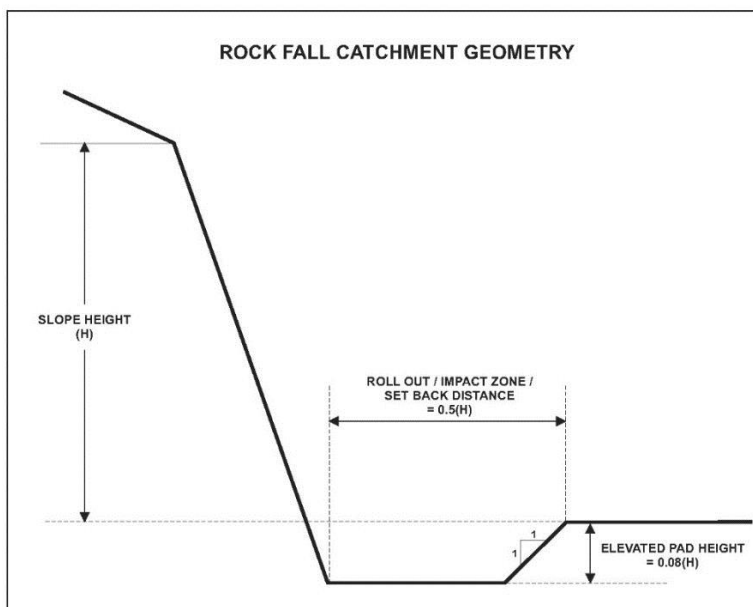 ROCK FALL CATCHMENT GEOMETRY
SLOPE HEIGHT
(H)
ROLL OUT / IMPACT ZONE /
SET BACK DISTANCE
= 0.5(H)
1
1
ELEVATED PAD HEIGHT
= 0.08(H)